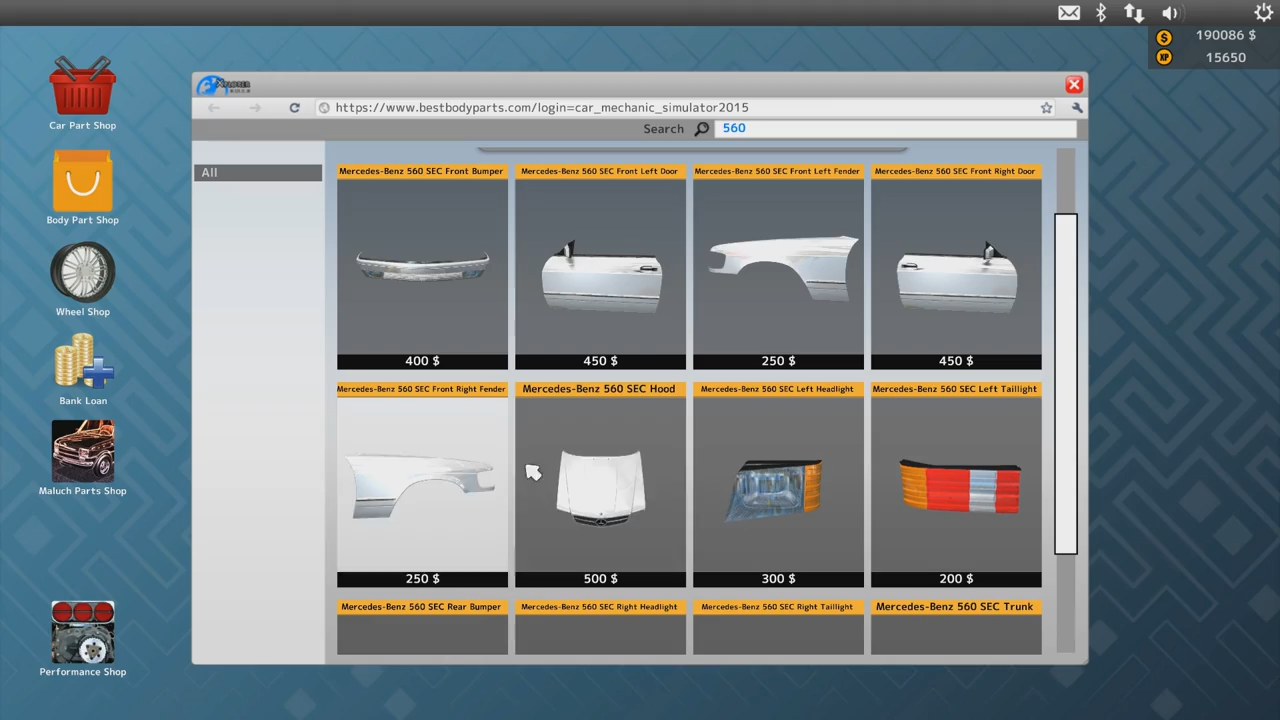 190086 $
15650
XP
Car Part Shop
Body Part Shop
Wheel Shop
Bank Loan
Maluch Parts Shop
Performance Shop
https://www.bestbodyparts.com/login=car_mechanic_simulator2015
Search 560
All
Mercedes-Benz 560 SEC Front Bumper
Mercedes-Benz 560 SEC Front Left Door
Mercedes-Benz 560 SEC Front Left Fender
Mercedes-Benz 560 SEC Front Right Door
400 $
450 $
250 $
450 $
Mercedes-Benz 560 SEC Front Right Fender
Mercedes-Benz 560 SEC Hood
Mercedes-Benz 560 SEC Left Headlight
Mercedes-Benz 560 SEC Left Taillight
250 $
500 $
300 $
200 $
Mercedes-Benz 560 SEC Rear Bumper
Mercedes-Benz 560 SEC Right Headlight
Mercedes-Benz 560 SEC Right Taillight
Mercedes-Benz 560 SEC Trunk